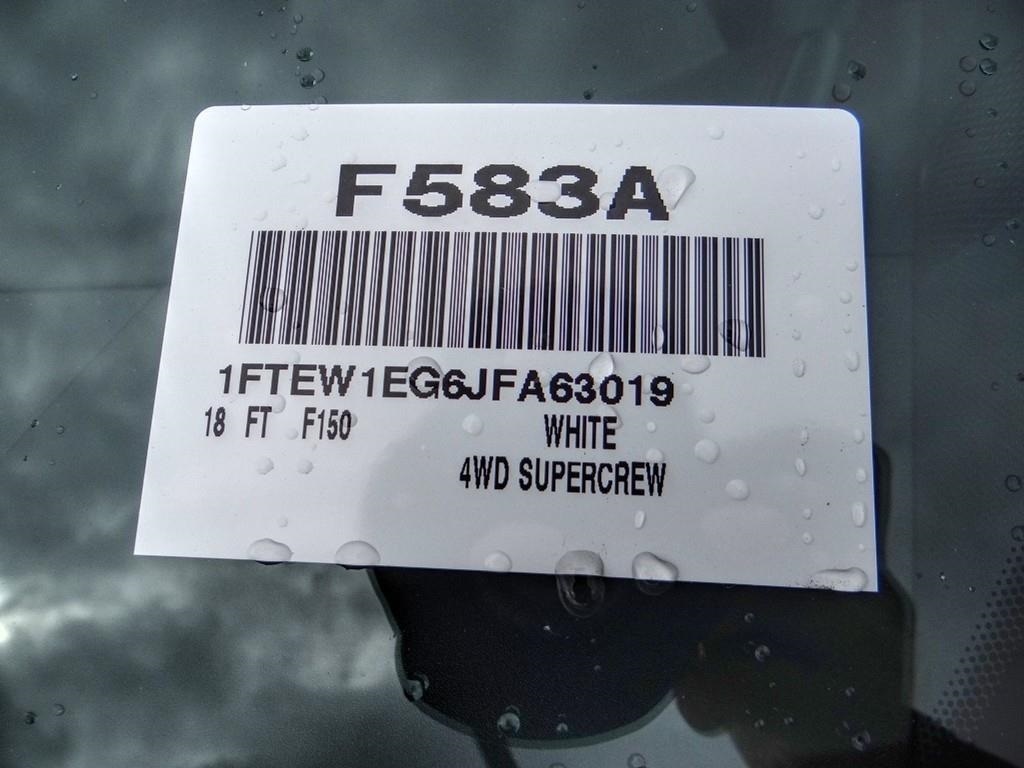 F583A
1FTEW1EG6JFA63019
18 FT F150 WHITE
4WD SUPERCREW